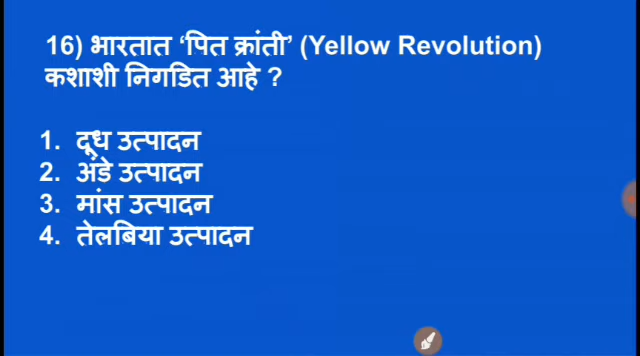 16) भारतात ‘पित क्रांती’ (Yellow Revolution)
कशाशी निगडित आहे ?
1. दूध उत्पादन
2. अंडे उत्पादन
3. मांस उत्पादन
4. तेलबिया उत्पादन